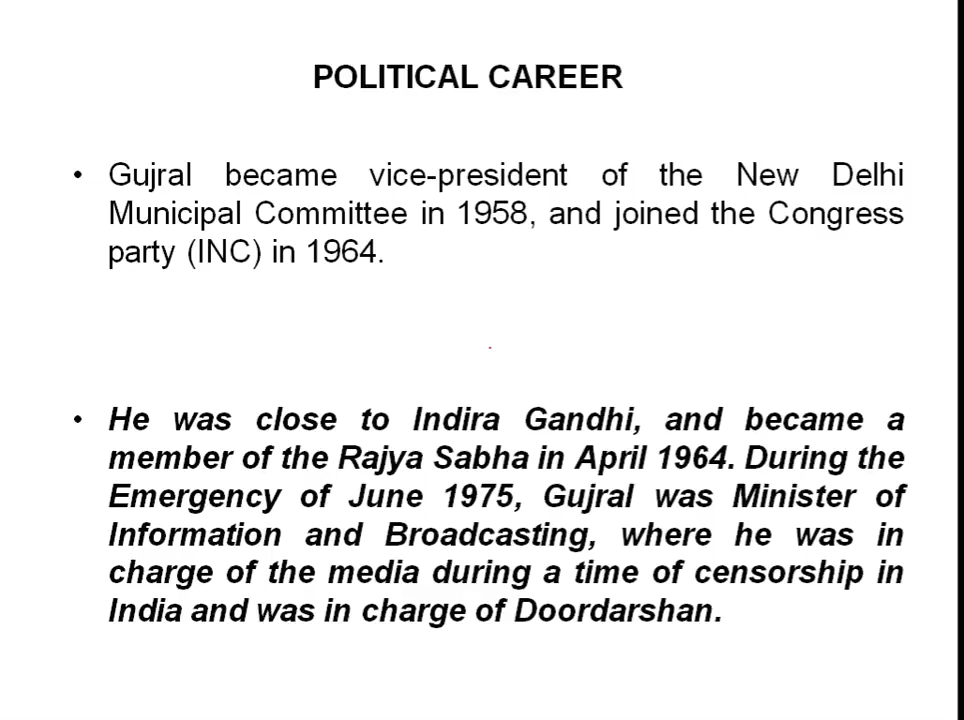 POLITICAL CAREER
• Gujral became vice-president of the New Delhi
Municipal Committee in 1958, and joined the Congress
party (INC) in 1964.
• He was close to Indira Gandhi, and became a
member of the Rajya Sabha in April 1964. During the
Emergency of June 1975, Gujral was Minister of
Information and Broadcasting, where he was in
charge of the media during a time of censorship in
India and was in charge of Doordarshan.